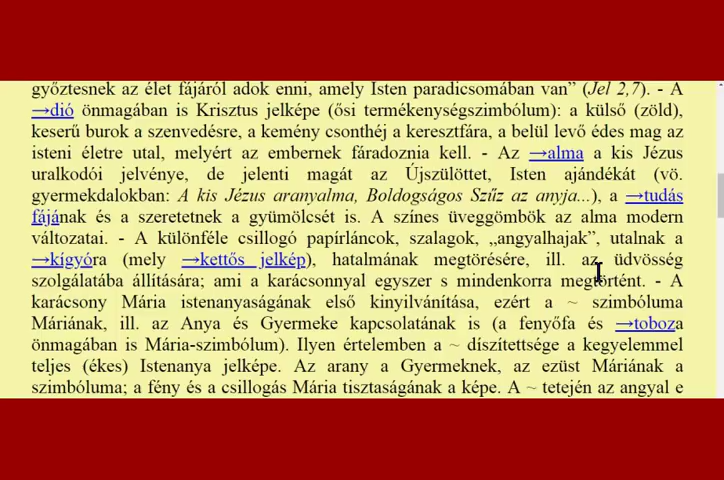 győztesnek az élet fájáról adok enni, amely Isten paradicsomában van” (Jel 2,7). - A
→dió önmagában is Krisztus jelképe (ősi termékenységszimbólum): a külső (zöld),
keserű burok a szenvedésre, a kemény csonthéj a keresztfára, a belül levő édes mag az
isteni életre utal, melyért az embernek fáradoznia kell. - Az →alma a kis Jézus
uralkodói jelvénye, de jelenti magát az Újszülöttet, Isten ajándékát (vö.
gyermekdalokban: A kis Jézus aranyalma, Boldogságos Szűz az anyja...), a →tudás
fájának és a szeretetnek a gyümölcsét is. A színes üveggömbök az alma modern
változatai. - A különféle csillogó papírláncok, szalagok, „angyalhajak”, utalnak a
→kígyóra (mely →kettős jelkép), hatalmának megtörésére, ill. az üdvösség
szolgálatába állítására; ami a karácsonnyal egyszer s mindenkorra megtörtént. - A
karácsony Mária istenanyaságának első kinyilvánítása, ezért a ~ szimbóluma
Máriának, ill. az Anya és Gyermeke kapcsolatának is (a fenyőfa és →toboza
önmagában is Mária-szimbólum). Ilyen értelemben a ~ díszítettsége a kegyelemmel
teljes (ékes) Istenanya jelképe. Az arany a Gyermeknek, az ezüst Máriának a
szimbóluma; a fény és a csillogás Mária tisztaságának a képe. A ~ tetején az angyal e